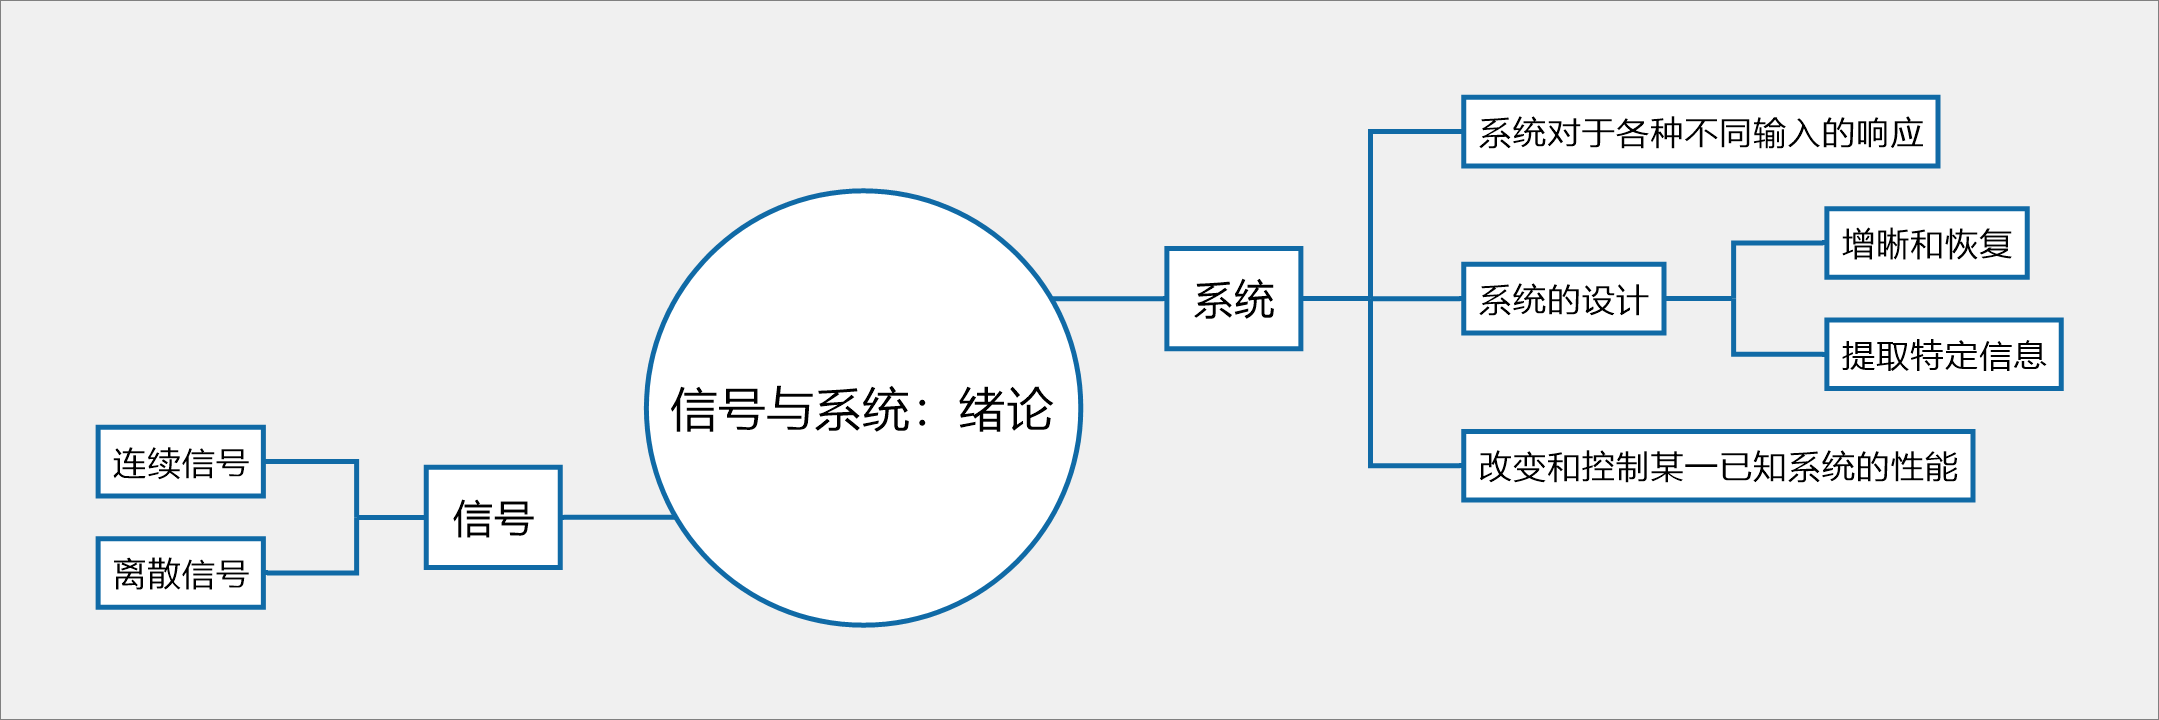 信号与系统：绪论
系统
系统对于各种不同输入的响应
系统的设计
增晰和恢复
提取特定信息
改变和控制某一已知系统的性能
信号
连续信号
离散信号